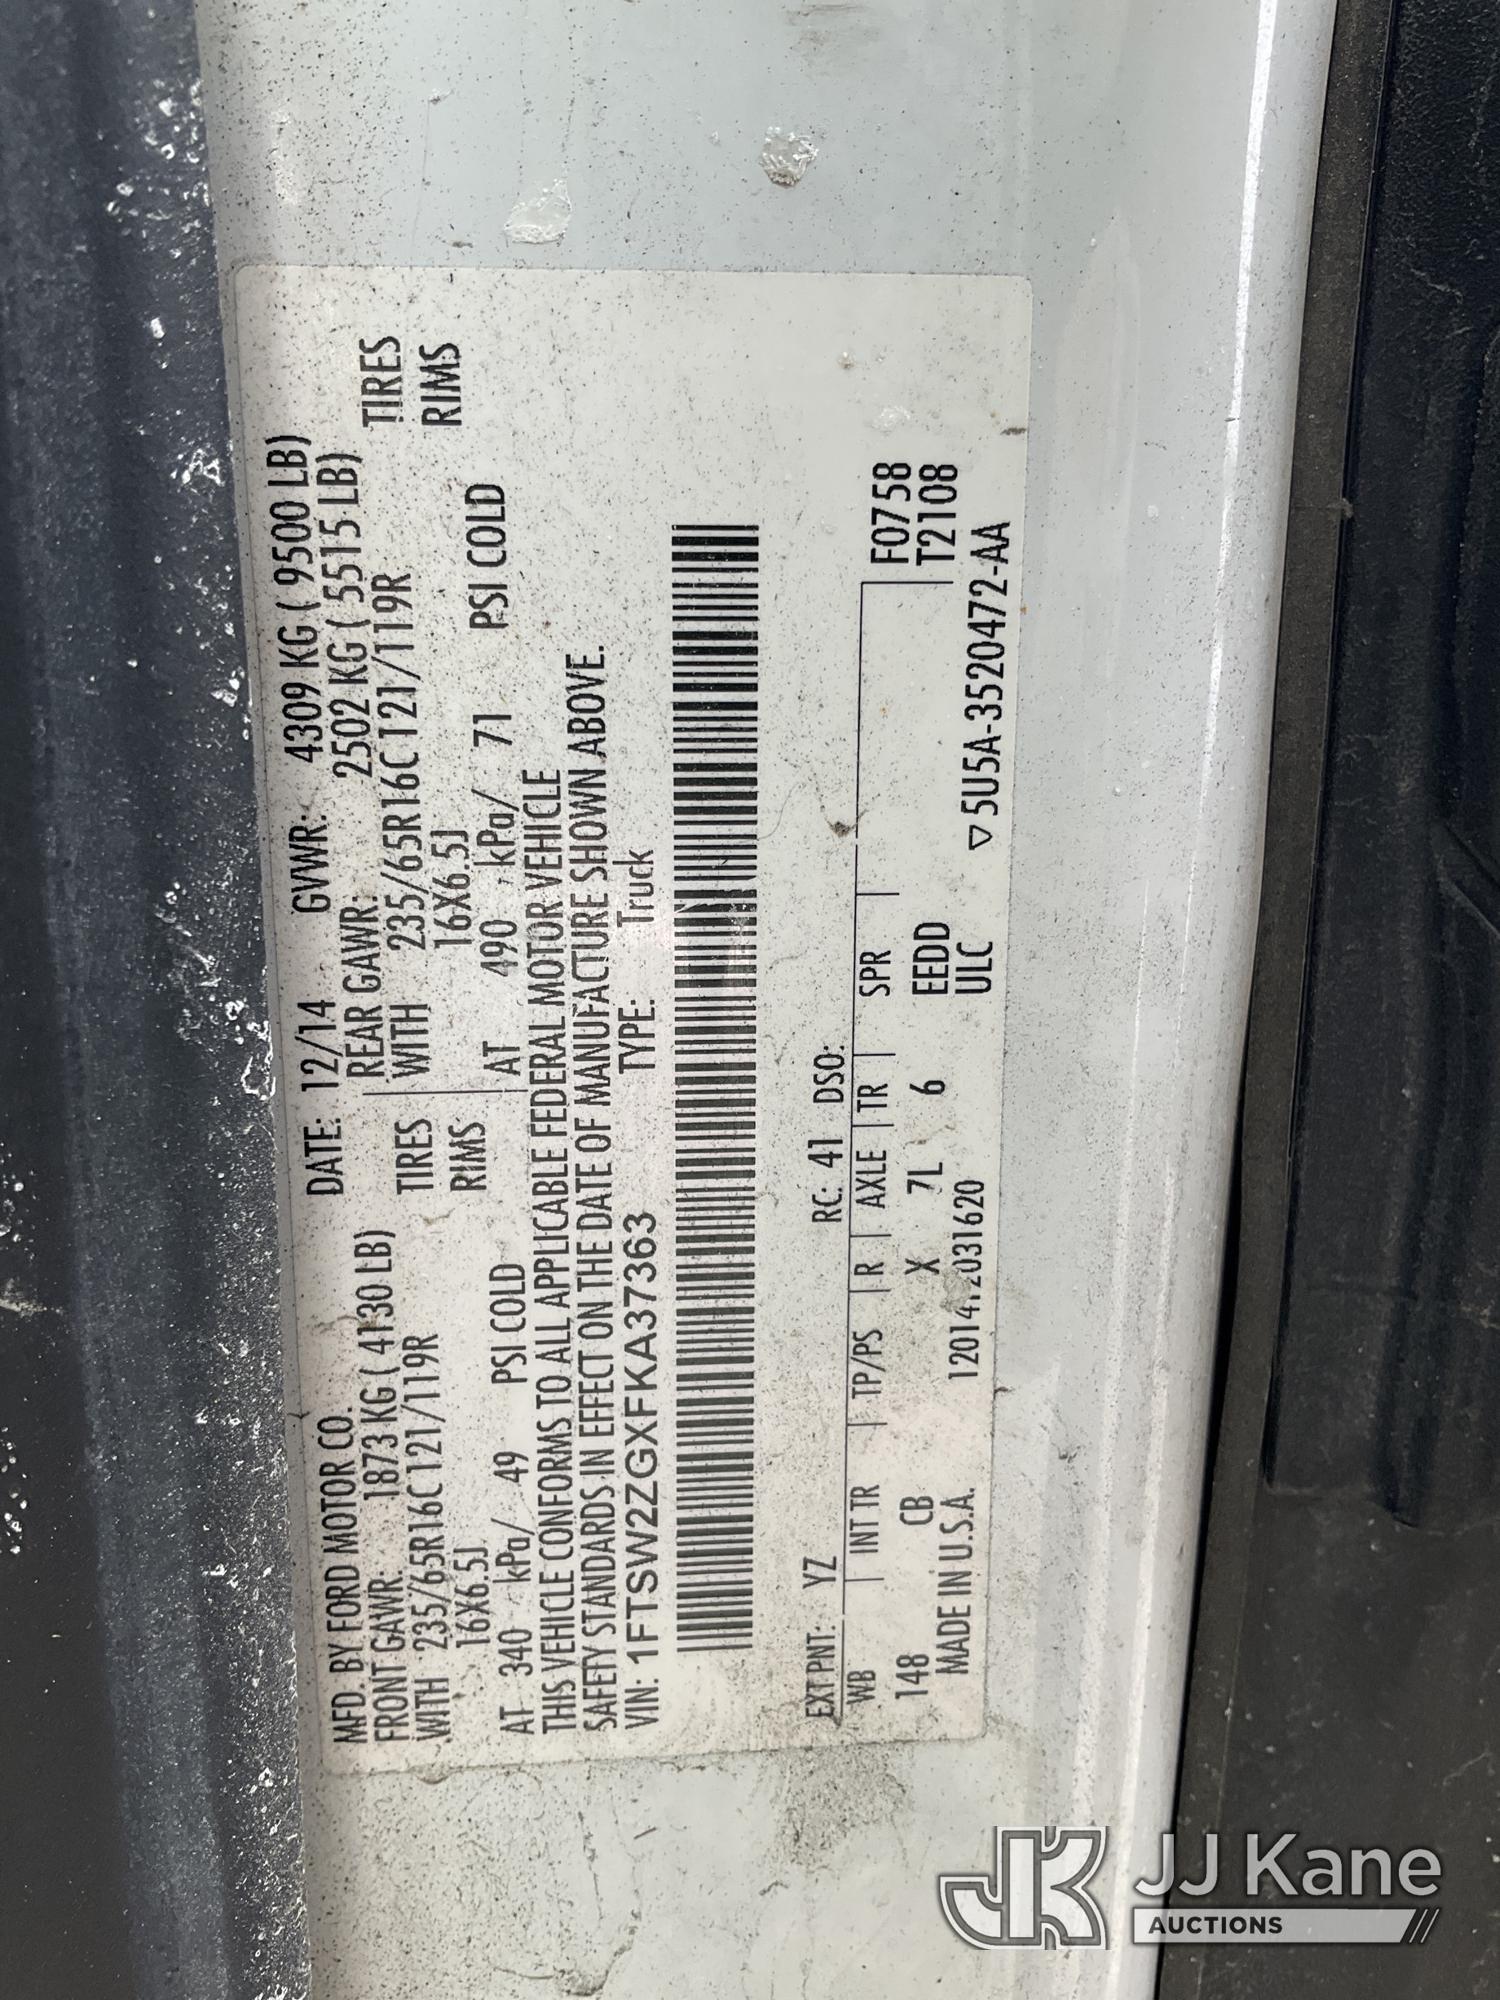 MFD. BY FORD MOTOR CO. DATE: 12/14 GVWR: 4309 KG ( 9500 LB)
FRONT GAWR: 1873 KG ( 4130 LB) REAR GAWR: 2502 KG ( 5515 LB)
WITH 235/65R16C121/119R TIRES WITH 235/65R16C121/119R TIRES
16X6.5J RIMS 16X6.5J RIMS
AT 340 kPa/ 49 PSI COLD AT 490 kPa/ 71 PSI COLD
THIS VEHICLE CONFORMS TO ALL APPLICABLE FEDERAL MOTOR VEHICLE
SAFETY STANDARDS IN EFFECT ON THE DATE OF MANUFACTURE SHOWN ABOVE.
VIN: 1FTSW2ZGXFKA37363 TYPE: Truck
EXT PNT: YZ RC: 41 DSO:
WB INT TR TP/PS R AXLE TR SPR F0758
148 CB X 7L 6 EEDD T2108
MADE IN U.S.A. 1201412031620 ULC ▽5U5A-3520472-AA
JK JJ Kane
AUCTIONS